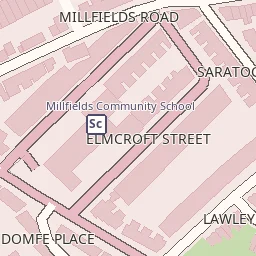 MILLFIELDS ROAD
SARATOG
Millfields Community School
Sc
ELMCROFT STREET
LAWLEY
DOMFE PLACE